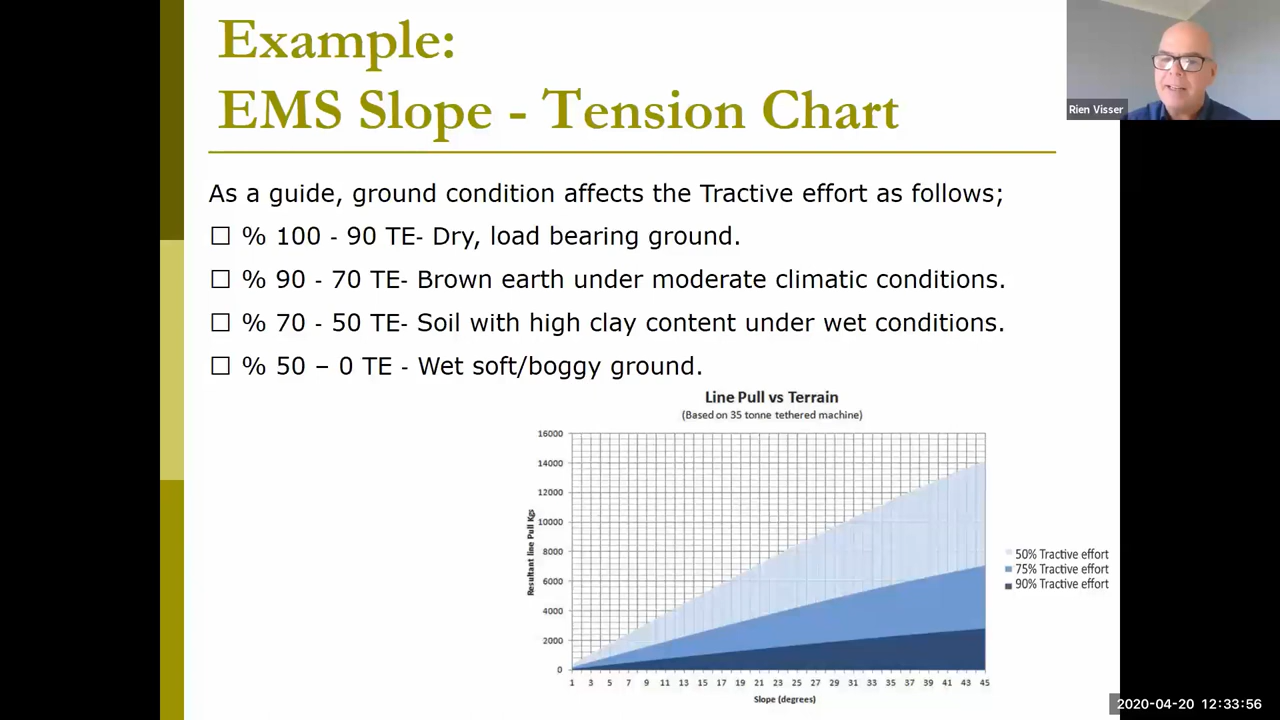 Example:
EMS Slope - Tension Chart
Rien Visser
As a guide, ground condition affects the Tractive effort as follows;
☐ % 100 - 90 TE- Dry, load bearing ground.
☐ % 90 - 70 TE- Brown earth under moderate climatic conditions.
☐ % 70 - 50 TE- Soil with high clay content under wet conditions.
☐ % 50 – 0 TE - Wet soft/boggy ground.
Line Pull vs Terrain
(Based on 35 tonne tethered machine)
16000
14000
12000
10000
8000
6000
4000
2000
0
Resultant line Pull Kgs
1 3 5 7 9 11 13 15 17 19 21 23 25 27 29 31 33 35 37 39 41 43 45
Slope (degrees)
50% Tractive effort
75% Tractive effort
90% Tractive effort
2020-04-20 12:33:56